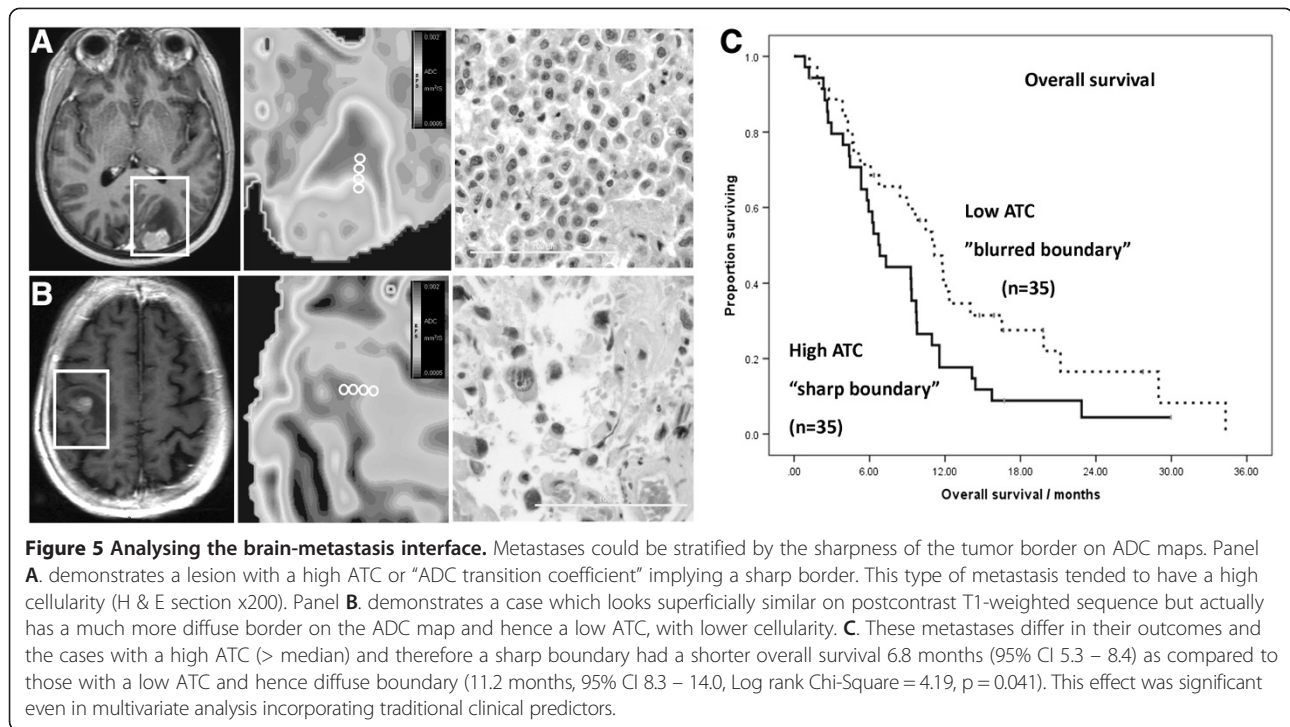 A
0.002
ADC
mm²/S
0.0005
B
0.002
ADC
mm²/S
0.0005
C
Overall survival
Low ATC
”blurred boundary”
(n=35)
High ATC
“sharp boundary”
(n=35)
Proportion surviving
1.0
0.8
0.6
0.4
0.2
0.0
.00 6.00 12.00 18.00 24.00 30.00 36.00
Overall survival / months
Figure 5 Analysing the brain-metastasis interface. Metastases could be stratified by the sharpness of the tumor border on ADC maps. Panel
A. demonstrates a lesion with a high ATC or “ADC transition coefficient” implying a sharp border. This type of metastasis tended to have a high
cellularity (H & E section x200). Panel B. demonstrates a case which looks superficially similar on postcontrast T1-weighted sequence but actually
has a much more diffuse border on the ADC map and hence a low ATC, with lower cellularity. C. These metastases differ in their outcomes and
the cases with a high ATC (> median) and therefore a sharp boundary had a shorter overall survival 6.8 months (95% CI 5.3 – 8.4) as compared to
those with a low ATC and hence diffuse boundary (11.2 months, 95% CI 8.3 – 14.0, Log rank Chi-Square = 4.19, p = 0.041). This effect was significant
even in multivariate analysis incorporating traditional clinical predictors.